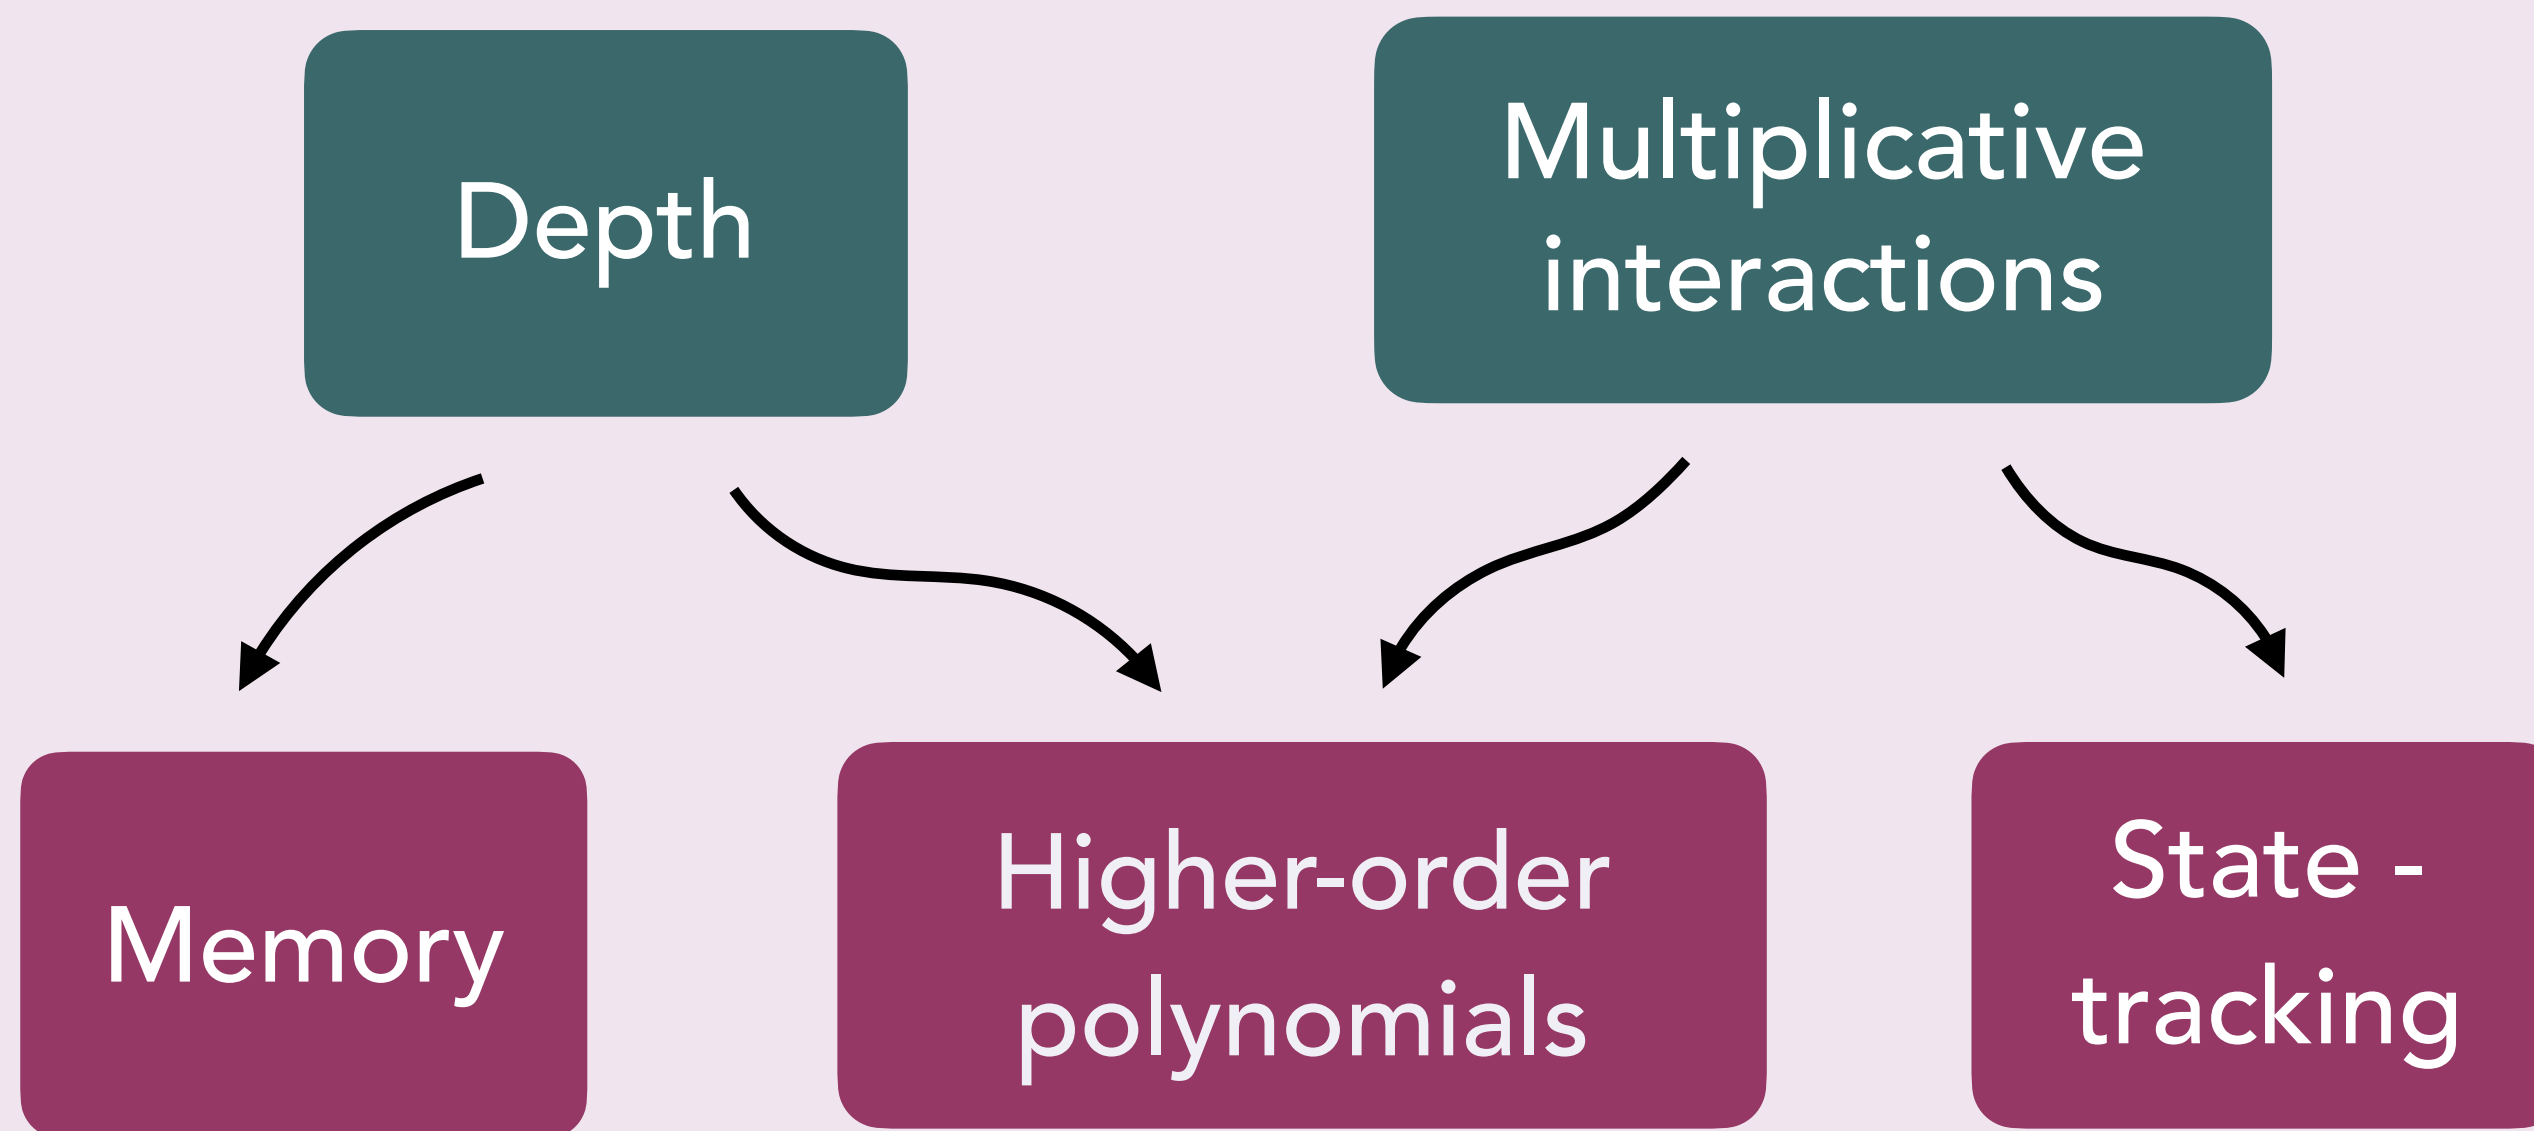 Depth
Multiplicative
interactions
Memory
Higher-order
polynomials
State -
tracking